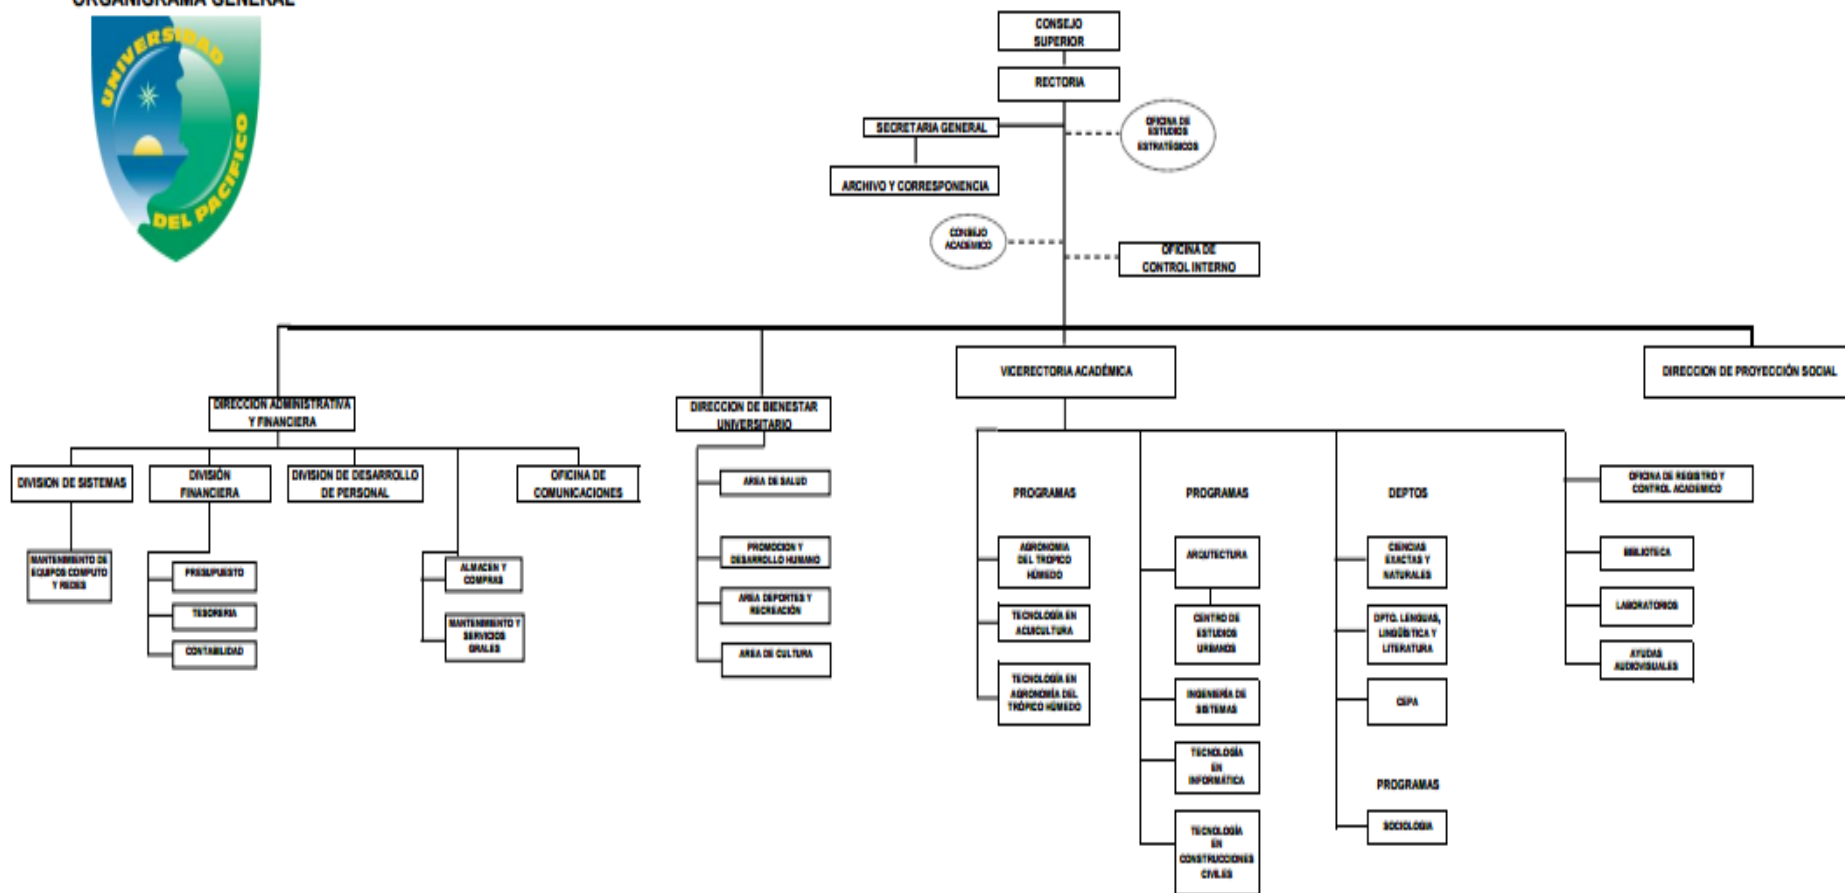 ORGANIGRAMA GENERAL
UNIVERSIDAD
DEL PACIFICO
CONSEJO
SUPERIOR
RECTORIA
SECRETARIA GENERAL
OFICINA DE
ESTUDIOS
ESTRATÉGICOS
ARCHIVO Y CORRESPONENCIA
CONSEJO
ACADEMICO
OFICINA DE
CONTROL INTERNO
DIRECCION ADMINISTRATIVA
Y FINANCIERA
DIRECCION DE BIENESTAR
UNIVERSITARIO
VICERECTORIA ACADÉMICA
DIRECCION DE PROYECCIÓN SOCIAL
DIVISION DE SISTEMAS
DIVISIÓN
FINANCIERA
DIVISION DE DESARROLLO
DE PERSONAL
OFICINA DE
COMUNICACIONES
MANTENIMIENTO DE
EQUIPOS COMPUTO
Y REDES
PRESUPUESTO
TESORERIA
CONTABILIDAD
ALMACEN Y
COMPRAS
MANTENIMIENTO Y
SERVICIOS
GRALES
AREA DE SALUD
PROMOCION Y
DESARROLLO HUMANO
AREA DEPORTES Y
RECREACIÓN
AREA DE CULTURA
PROGRAMAS
AGRONOMIA
DEL TROPICO
HÚMEDO
TECNOLOGÍA EN
ACUICULTURA
TECNOLOGÍA EN
AGRONOMÍA DEL
TRÓPICO HÚMEDO
PROGRAMAS
ARQUTECTURA
CENTRO DE
ESTUDIOS
URBANOS
INGENIERÍA DE
SISTEMAS
TECNOLOGÍA
EN
INFORMÁTICA
TECNOLOGÍA
EN
CONSTRUCCIONES
CIVILES
DEPTOS
CIENCIAS
EXACTAS Y
NATURALES
DPTO. LENGUAS,
LINGÜÍSTICA Y
LITERATURA
CEPA
PROGRAMAS
SOCIOLOGIA
OFICINA DE REGISTRO Y
CONTROL ACADÉMICO
BIBLIOTECA
LABORATORIOS
AYUDAS
AUDIOVISUALES